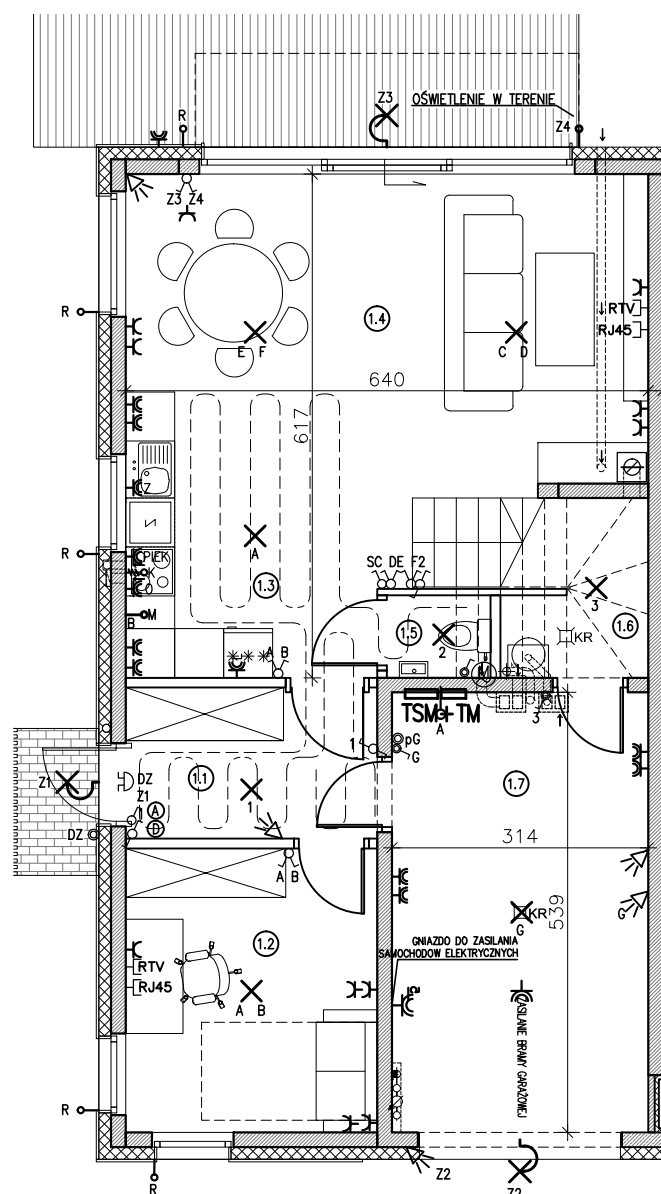 Z3
OŚWIETLENIE W TERENIE
R
Z4
Z3 Z4
R
1.4
RTV
E F
C D
RJ45
640
617
Z
A
SC DE F2
R
PIEK
K
1.3
3
M
B
1.5
1.6
2
KR
A B
M
TSM TM
A
3
1
pG
G
Z1
DZ
1.1
1.7
Z1
1
A
DZ
D
314
A B
KR
G
G
539
1.2
GNIAZDO DO ZASILANIA
SAMOCHODÓW ELEKTRYCZNYCH
RTV
RJ45
A B
5
ZASILANIE BRAMY GARAŻOWEJ
R
Z2
R
Z2